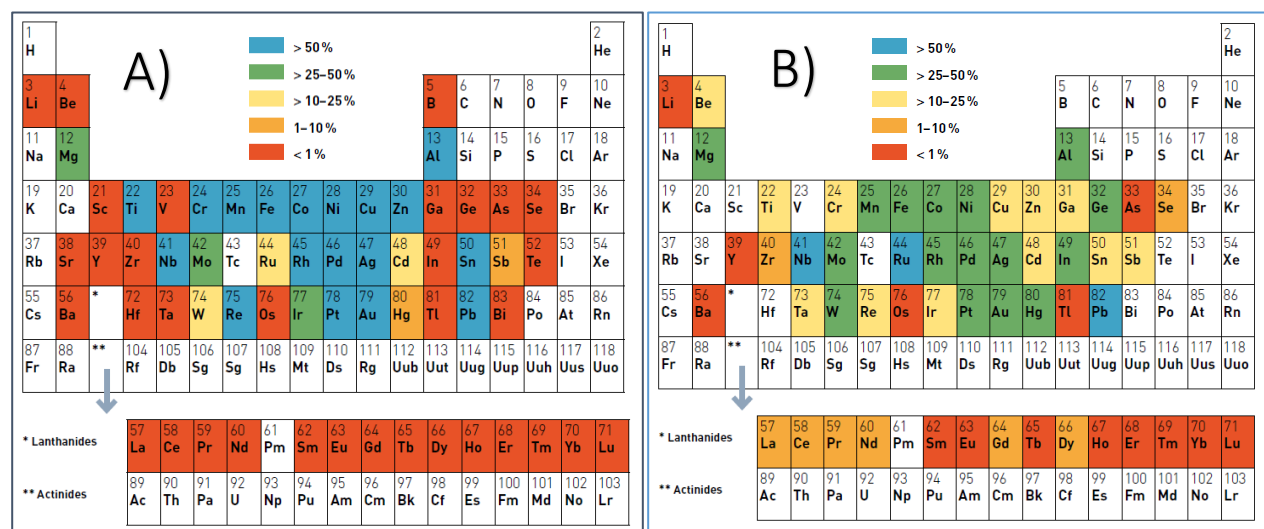 A)
1 2
H He
> 50%
> 25–50%
> 10–25%
1–10%
< 1%
3 4 5 6 7 8 9 10
Li Be B C N O F Ne
11 12 13 14 15 16 17 18
Na Mg Al Si P S Cl Ar
19 20 21 22 23 24 25 26 27 28 29 30 31 32 33 34 35 36
K Ca Sc Ti V Cr Mn Fe Co Ni Cu Zn Ga Ge As Se Br Kr
37 38 39 40 41 42 43 44 45 46 47 48 49 50 51 52 53 54
Rb Sr Y Zr Nb Mo Tc Ru Rh Pd Ag Cd In Sn Sb Te I Xe
55 56 * 72 73 74 75 76 77 78 79 80 81 82 83 84 85 86
Cs Ba Hf Ta W Re Os Ir Pt Au Hg Tl Pb Bi Po At Rn
87 88 ** 104 105 106 107 108 109 110 111 112 113 114 115 116 117 118
Fr Ra Rf Db Sg Sg Hs Mt Ds Rg Uub Uut Uug Uup Uuh Uus Uuo
* Lanthanides
57 58 59 60 61 62 63 64 65 66 67 68 69 70 71
La Ce Pr Nd Pm Sm Eu Gd Tb Dy Ho Er Tm Yb Lu
** Actinides
89 90 91 92 93 94 95 96 97 98 99 100 101 102 103
Ac Th Pa U Np Pu Am Cm Bk Cf Es Fm Md No Lr
B)
1 2
H He
> 50%
> 25–50%
> 10–25%
1–10%
< 1%
3 4 5 6 7 8 9 10
Li Be B C N O F Ne
11 12 13 14 15 16 17 18
Na Mg Al Si P S Cl Ar
19 20 21 22 23 24 25 26 27 28 29 30 31 32 33 34 35 36
K Ca Sc Ti V Cr Mn Fe Co Ni Cu Zn Ga Ge As Se Br Kr
37 38 39 40 41 42 43 44 45 46 47 48 49 50 51 52 53 54
Rb Sr Y Zr Nb Mo Tc Ru Rh Pd Ag Cd In Sn Sb Te I Xe
55 56 * 72 73 74 75 76 77 78 79 80 81 82 83 84 85 86
Cs Ba Hf Ta W Re Os Ir Pt Au Hg Tl Pb Bi Po At Rn
87 88 ** 104 105 106 107 108 109 110 111 112 113 114 115 116 117 118
Fr Ra Rf Db Sg Sg Hs Mt Ds Rg Uub Uut Uug Uup Uuh Uus Uuo
* Lanthanides
57 58 59 60 61 62 63 64 65 66 67 68 69 70 71
La Ce Pr Nd Pm Sm Eu Gd Tb Dy Ho Er Tm Yb Lu
** Actinides
89 90 91 92 93 94 95 96 97 98 99 100 101 102 103
Ac Th Pa U Np Pu Am Cm Bk Cf Es Fm Md No Lr